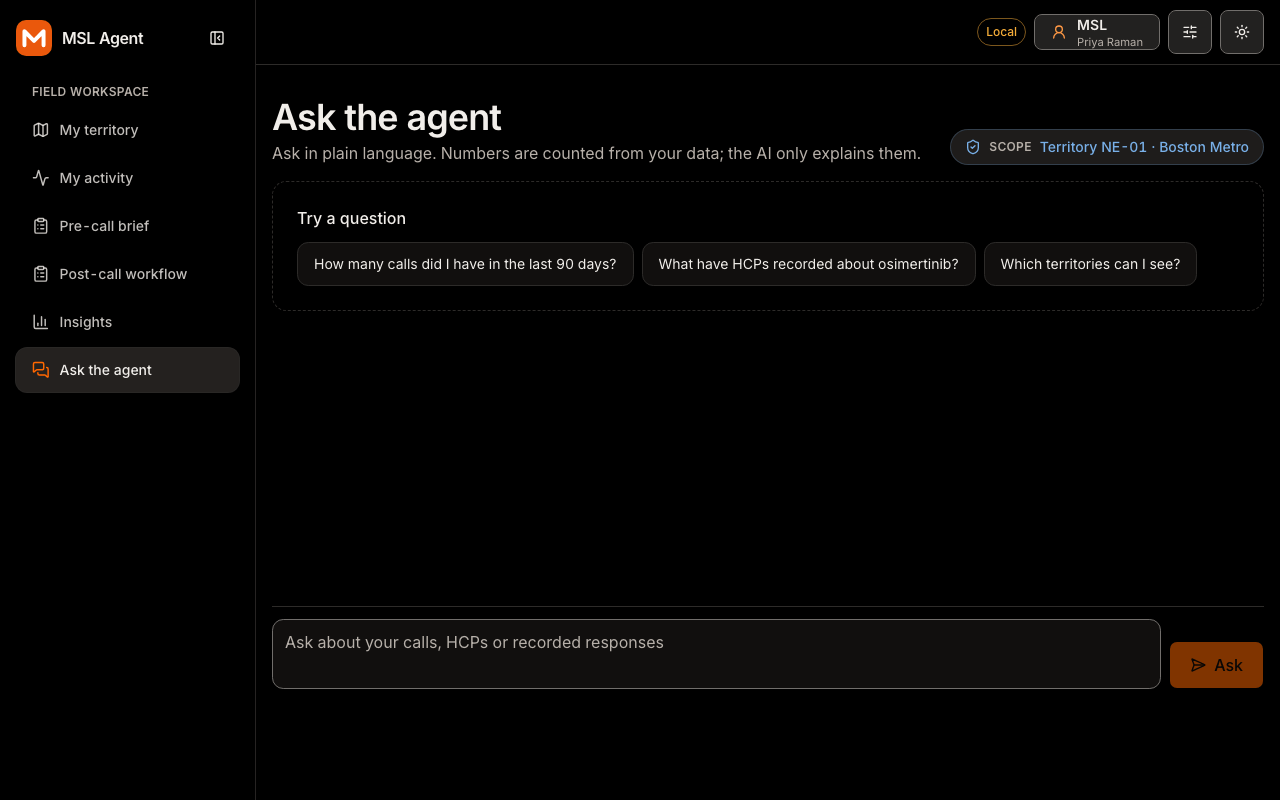 MSL Agent
FIELD WORKSPACE
My territory
My activity
Pre-call brief
Post-call workflow
Insights
Ask the agent
Local
MSL
Priya Raman
Ask the agent
Ask in plain language. Numbers are counted from your data; the AI only explains them.
SCOPE Territory NE-01 · Boston Metro
Try a question
How many calls did I have in the last 90 days?
What have HCPs recorded about osimertinib?
Which territories can I see?
Ask about your calls, HCPs or recorded responses
Ask